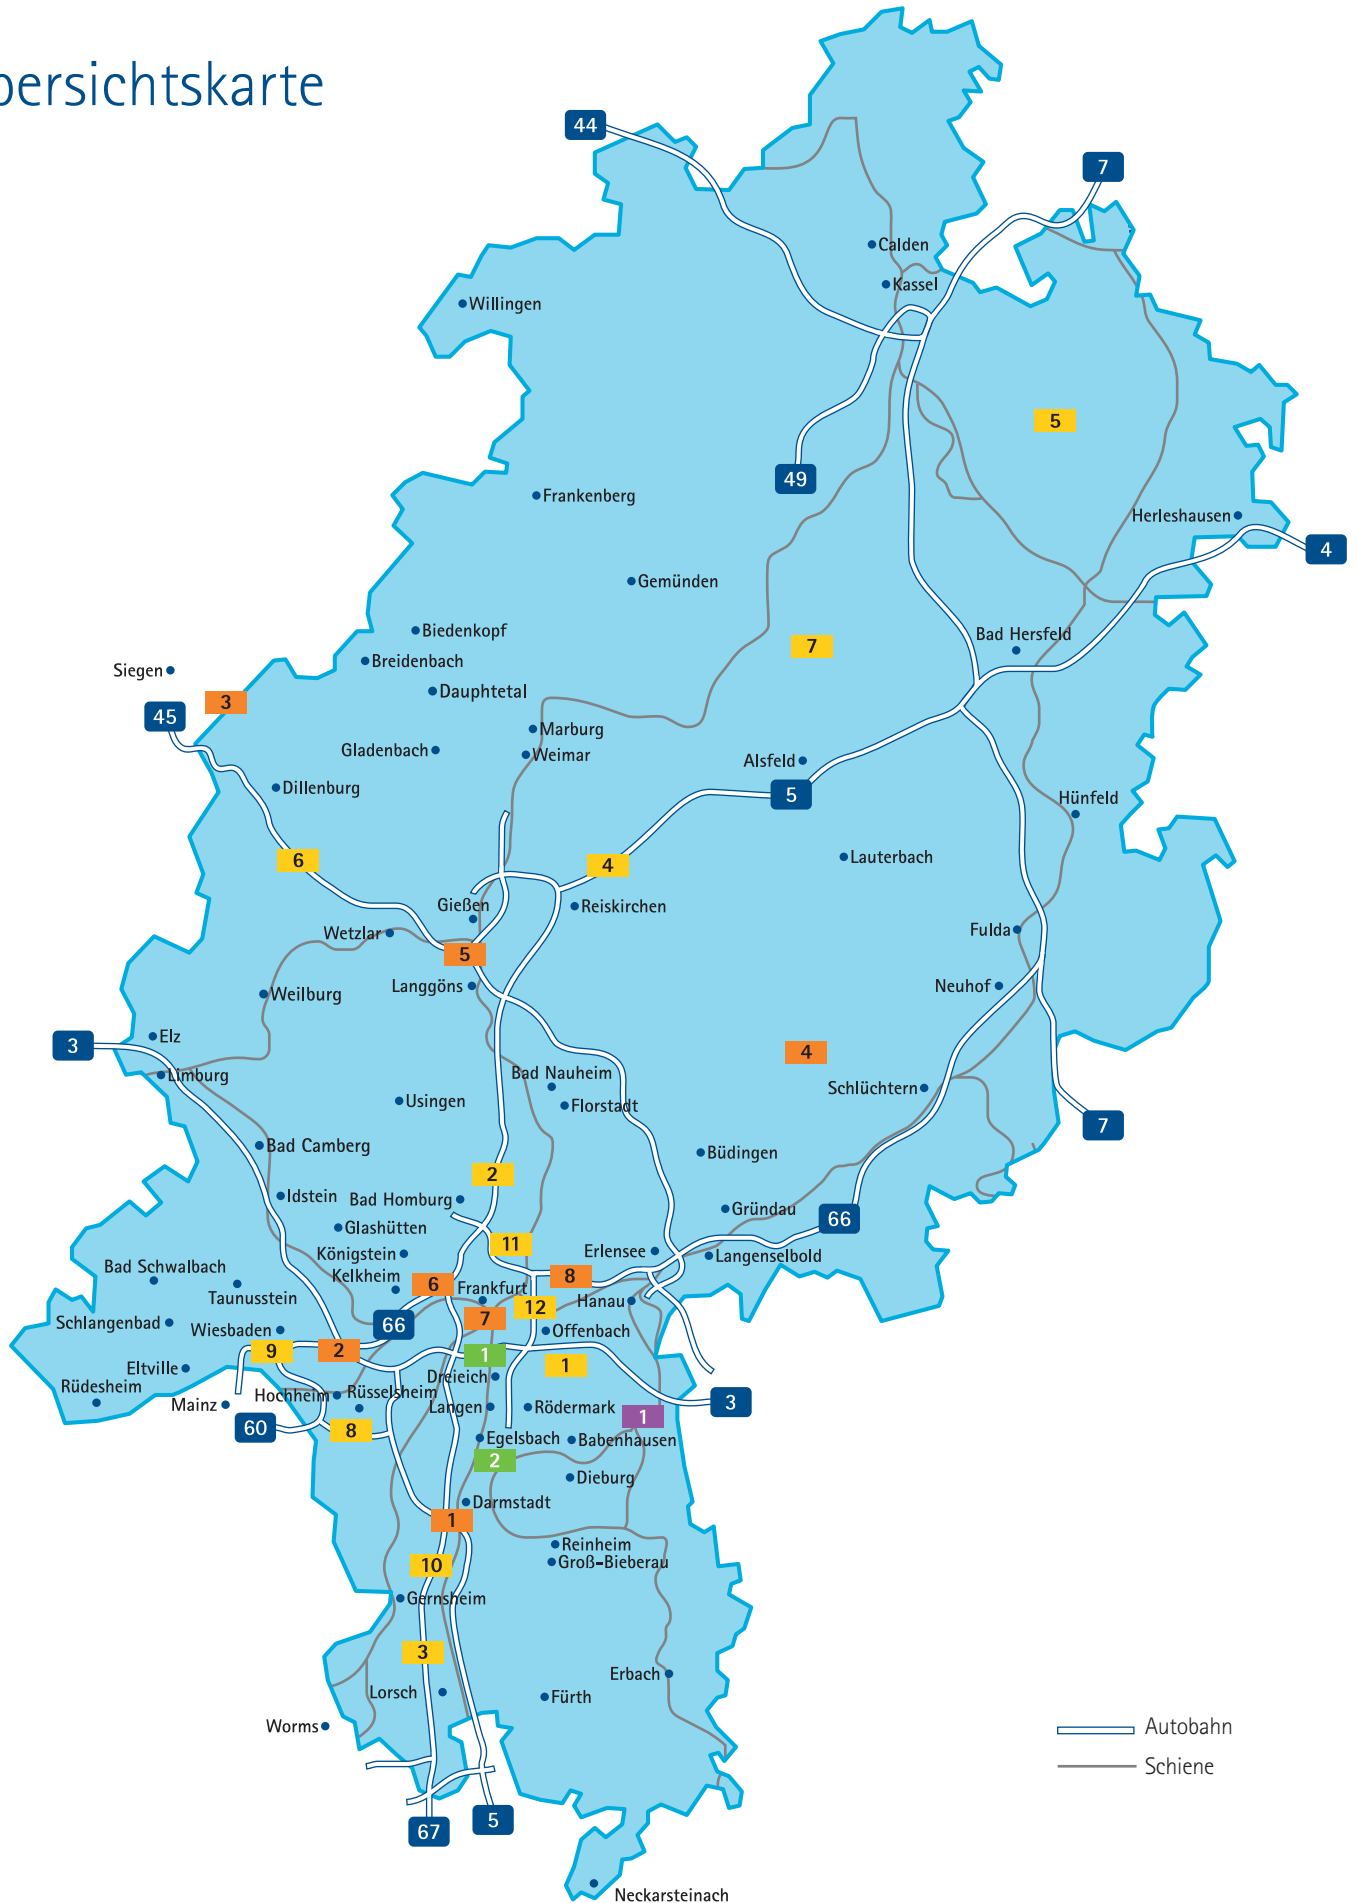 bersichtskarte
44
7
Calden
Kassel
Willingen
5
49
Frankenberg
Herleshausen
4
Gemünden
Biedenkopf
Bad Hersfeld
7
Breidenbach
Siegen
Dauphtetal
3
45
Marburg
Gladenbach
Weimar
Alsfeld
Dillenburg
5
Hünfeld
6
4
Lauterbach
Gießen
Reiskirchen
Wetzlar
Fulda
5
Langgöns
Neuhof
Weilburg
Elz
3
4
Limburg
Bad Nauheim
Schlüchtern
Usingen
Florstadt
7
Bad Camberg
Büdingen
2
Idstein
Bad Homburg
Gründau
66
Glashütten
11
Königstein
Erlensee
Langenselbold
Bad Schwalbach
Kelkheim
6
8
Frankfurt
Taunusstein
12
Hanau
Schlangenbad
66
7
Wiesbaden
Offenbach
9
2
1
1
Eltville
Dreieich
Rüdesheim
Hochheim
Rüsselsheim
3
Mainz
Langen
Rödermark
1
60
8
Egelsbach
Babenhausen
2
Dieburg
Darmstadt
1
Reinheim
10
Groß-Bieberau
Gernsheim
3
Erbach
Lorsch
Fürth
Worms
Autobahn
Schiene
67
5
Neckarsteinach